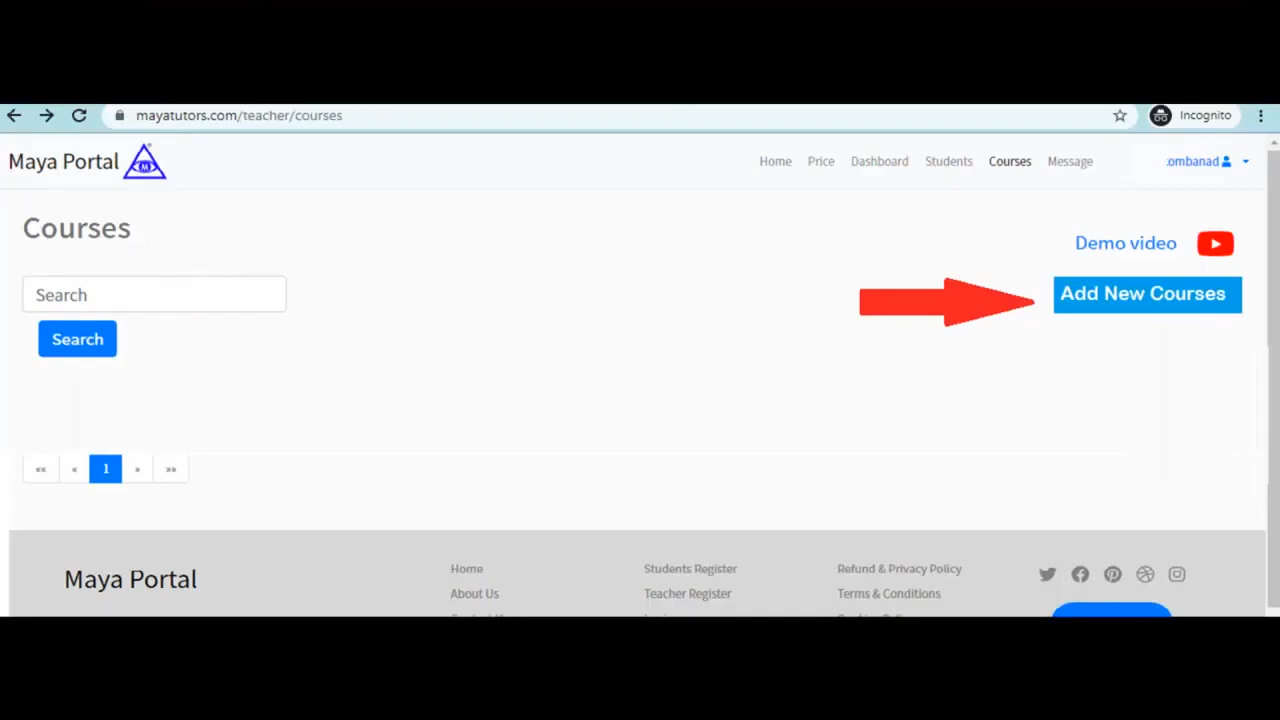 mayatutors.com/teacher/courses
Incognito
Maya Portal M
Home Price Dashboard Students Courses Message ombanad
Courses
Demo video
Search
Add New Courses
Search
«« « 1 » »»
Maya Portal
Home
Students Register
Refund & Privacy Policy
About Us
Teacher Register
Terms & Conditions